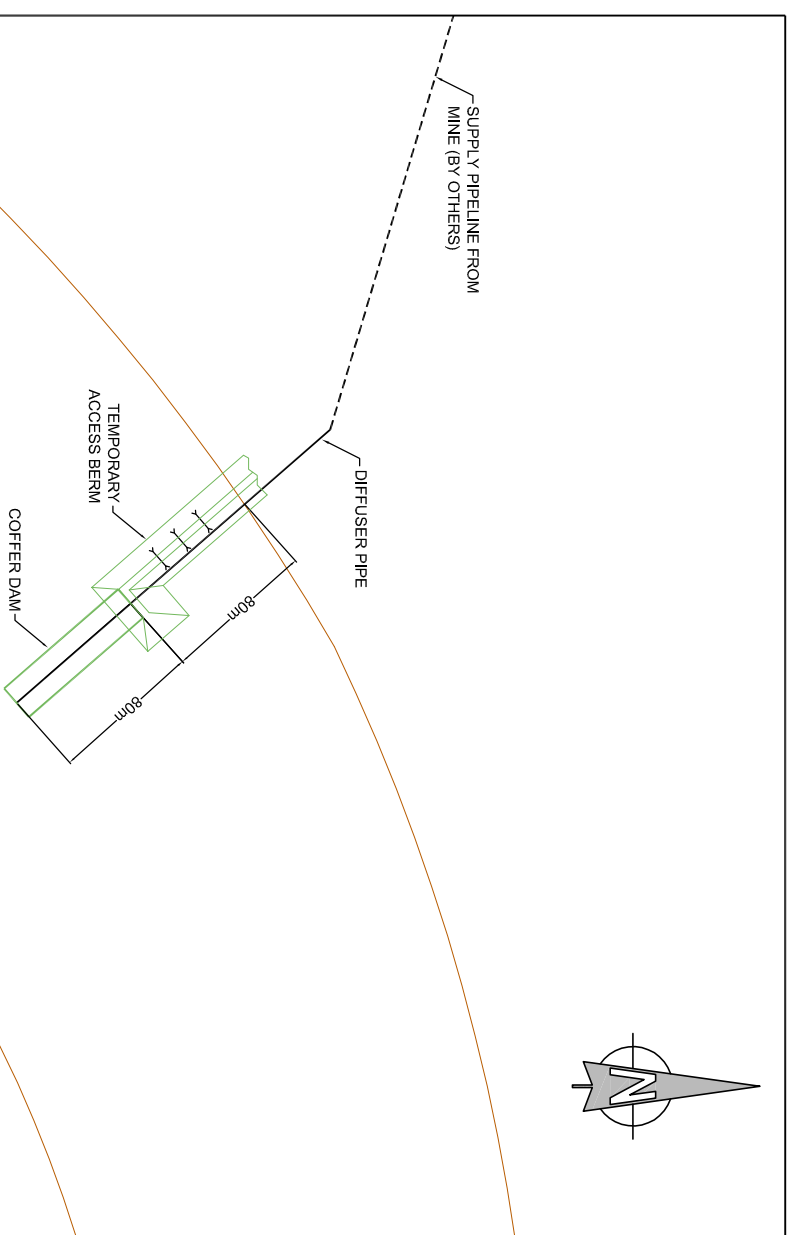 SUPPLY PIPELINE FROM
MINE (BY OTHERS)
DIFFUSER PIPE
TEMPORARY
ACCESS BERM
COFFER DAM
80m
80m
N